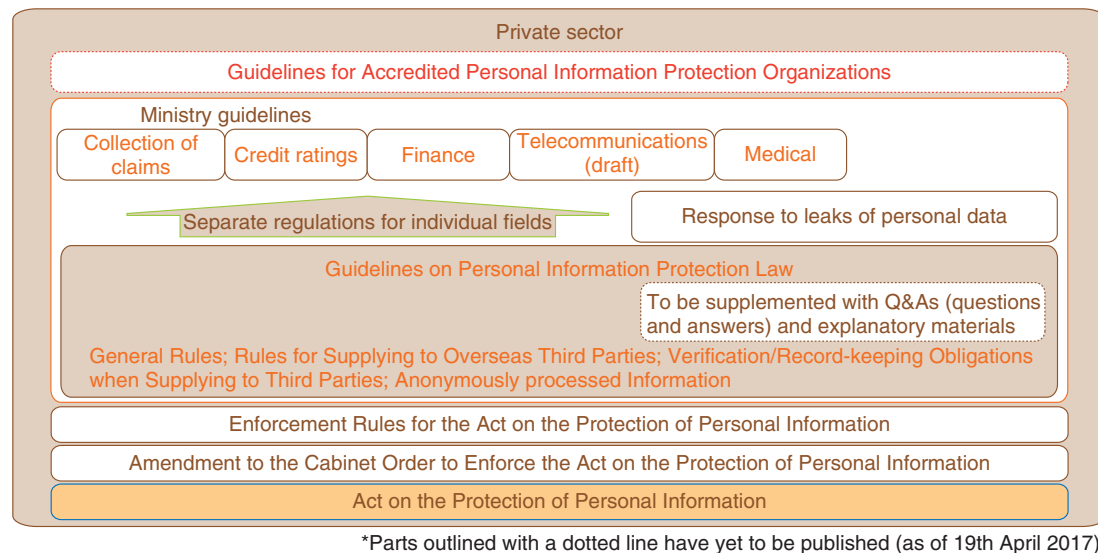 Private sector
Guidelines for Accredited Personal Information Protection Organizations
Ministry guidelines
Collection of
claims
Credit ratings
Finance
Telecommunications
(draft)
Medical
Separate regulations for individual fields
Response to leaks of personal data
Guidelines on Personal Information Protection Law
To be supplemented with Q&As (questions
and answers) and explanatory materials
General Rules; Rules for Supplying to Overseas Third Parties; Verification/Record-keeping Obligations
when Supplying to Third Parties; Anonymously processed Information
Enforcement Rules for the Act on the Protection of Personal Information
Amendment to the Cabinet Order to Enforce the Act on the Protection of Personal Information
Act on the Protection of Personal Information
*Parts outlined with a dotted line have yet to be published (as of 19th April 2017)